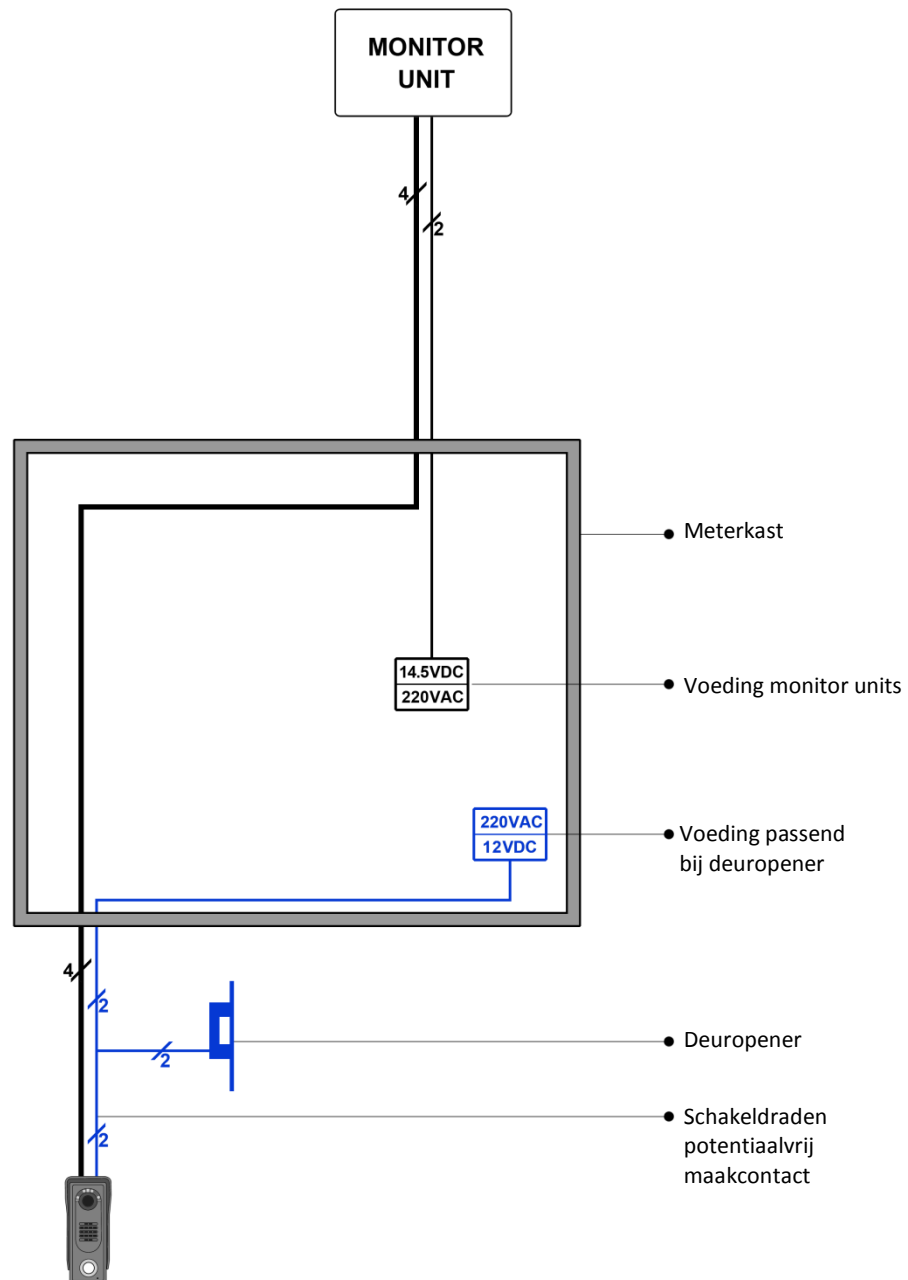 MONITOR
UNIT
4
2
Meterkast
14.5VDC
220VAC
Voeding monitor units
220VAC
12VDC
Voeding passend
bij deuropener
4
2
2
Deuropener
Schakeldraden
potentiaalvrij
maakcontact
2